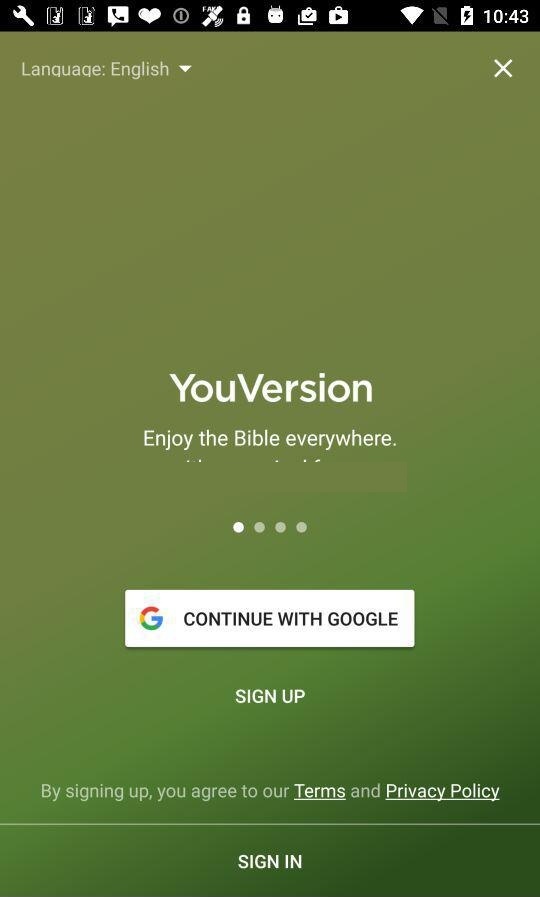 10:43
Language: English
YouVersion
Enjoy the Bible everywhere.
CONTINUE WITH GOOGLE
SIGN UP
By signing up, you agree to our Terms and Privacy Policy
SIGN IN